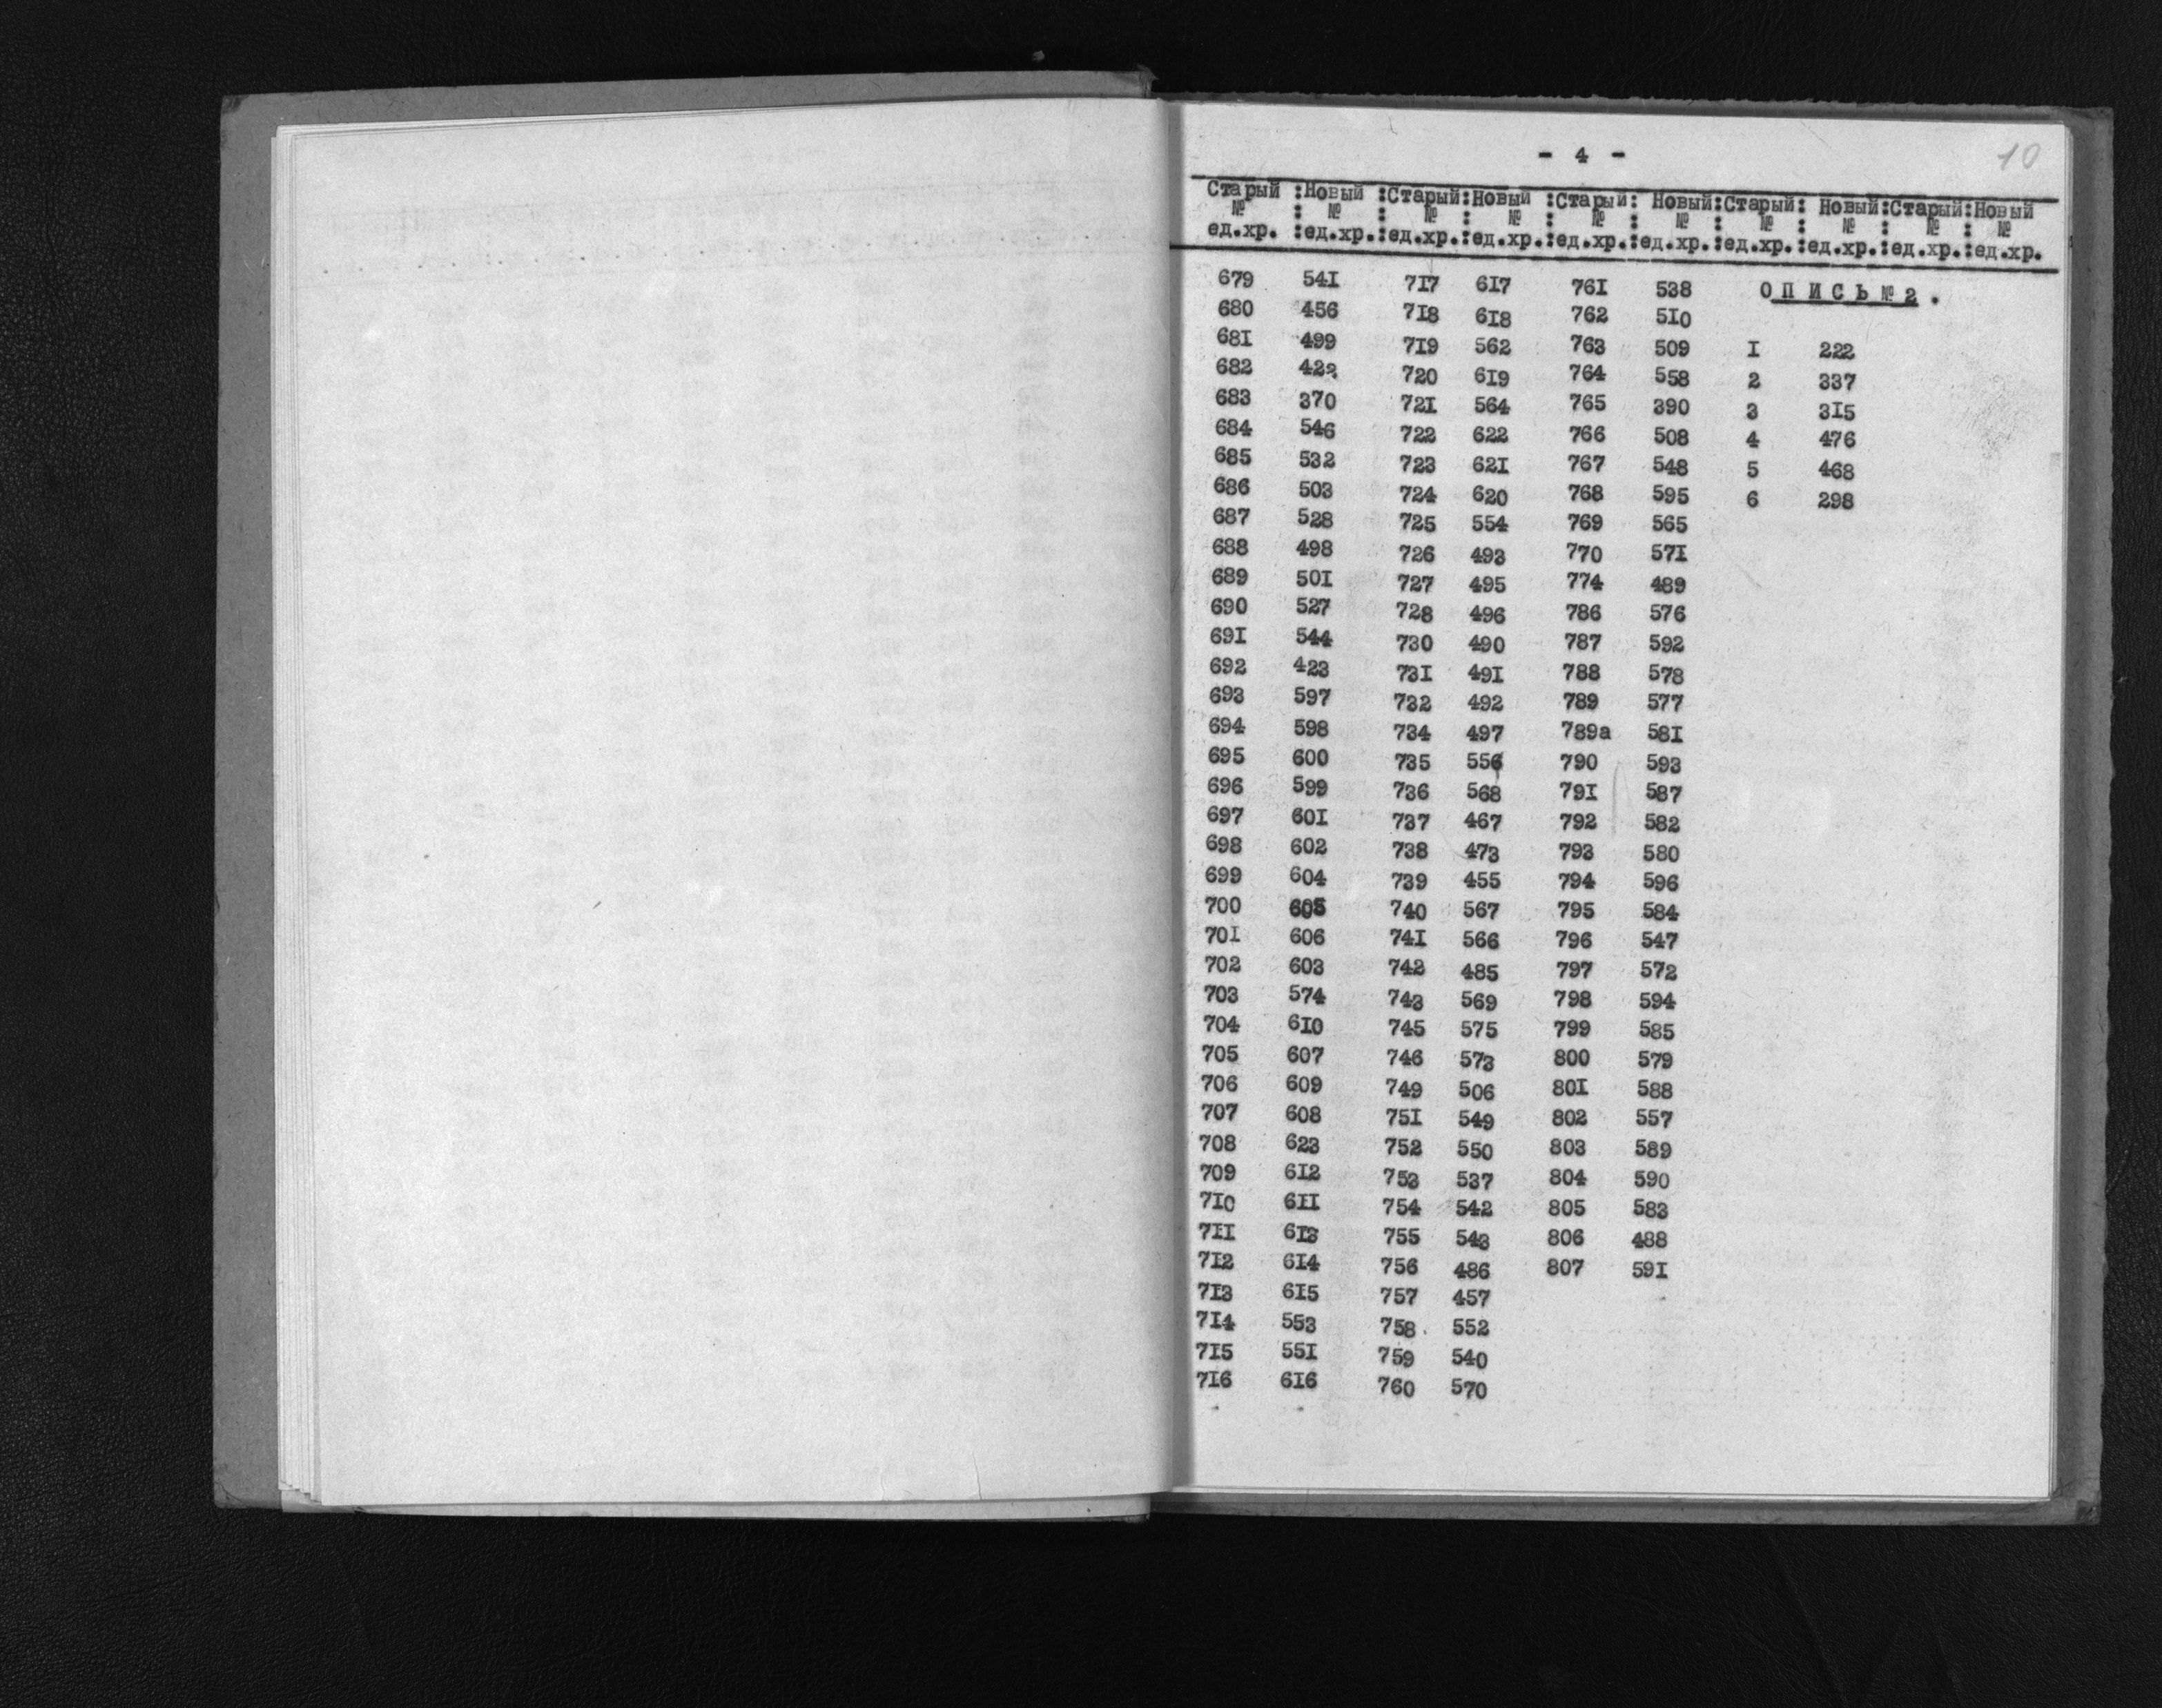 - 4 -
10
Старый :Новый :Старый:Новый :Старый: Новый:Старый: Новый:Старый:Новый
№ : № : № : № : № : № : № : № : № : №
ед.хр. :ед.хр.:ед.хр.:ед.хр.:ед.хр.:ед.хр.:ед.хр.:ед.хр.:ед.хр.:ед.хр.
679 541 717 617 761 538 О П И С Ь № 2 .
680 456 718 618 762 510
681 499 719 562 763 509 I 222
682 422 720 619 764 558 2 337
683 370 721 564 765 390 3 315
684 546 722 622 766 508 4 476
685 532 723 621 767 548 5 468
686 503 724 620 768 595 6 298
687 528 725 554 769 565
688 498 726 493 770 571
689 501 727 495 774 489
690 527 728 496 786 576
691 544 730 490 787 592
692 423 731 491 788 578
693 597 732 492 789 577
694 598 734 497 789а 581
695 600 735 556 790 593
696 599 736 568 791 587
697 601 737 467 792 582
698 602 738 473 793 580
699 604 739 455 794 596
700 605 740 567 795 584
701 606 741 566 796 547
702 603 742 485 797 572
703 574 743 569 798 594
704 610 745 575 799 585
705 607 746 573 800 579
706 609 749 506 801 588
707 608 751 549 802 557
708 623 752 550 803 589
709 612 753 537 804 590
710 611 754 542 805 583
711 613 755 543 806 488
712 614 756 486 807 591
713 615 757 457
714 553 758 552
715 551 759 540
716 616 760 570